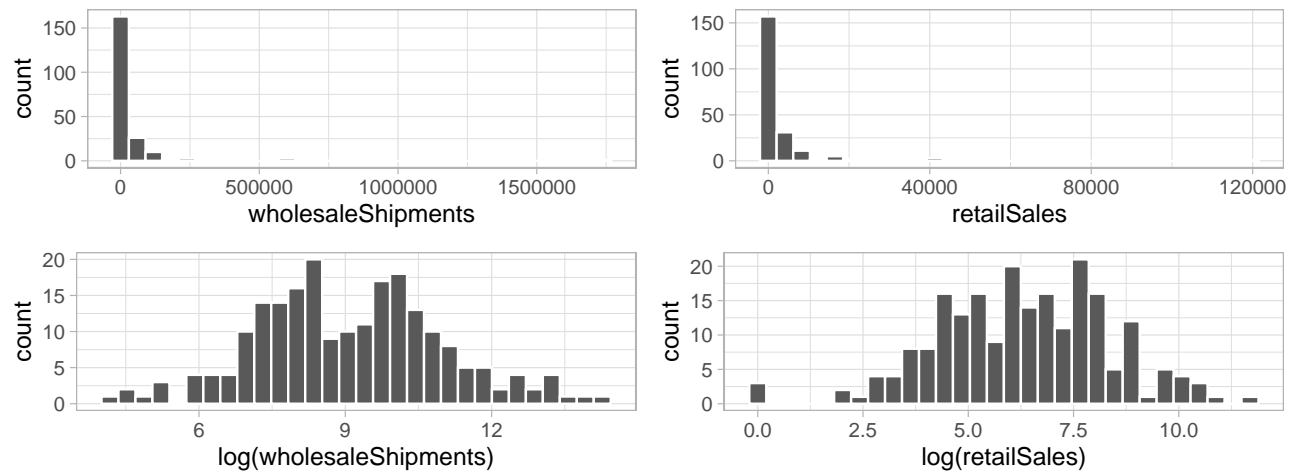 150
100
50
0
count
0 500000 1000000 1500000
wholesaleShipments
150
100
50
0
count
0 40000 80000 120000
retailSales
20
15
10
5
0
count
6 9 12
log(wholesaleShipments)
20
15
10
5
0
count
0.0 2.5 5.0 7.5 10.0
log(retailSales)